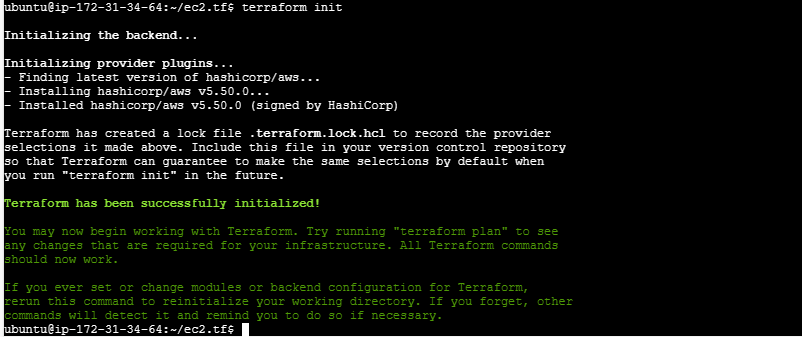 ubuntu@ip-172-31-34-64:~/ec2.tf$ terraform init
Initializing the backend...
Initializing provider plugins...
- Finding latest version of hashicorp/aws...
- Installing hashicorp/aws v5.50.0...
- Installed hashicorp/aws v5.50.0 (signed by HashiCorp)
Terraform has created a lock file .terraform.lock.hcl to record the provider
selections it made above. Include this file in your version control repository
so that Terraform can guarantee to make the same selections by default when
you run "terraform init" in the future.
Terraform has been successfully initialized!
You may now begin working with Terraform. Try running "terraform plan" to see
any changes that are required for your infrastructure. All Terraform commands
should now work.
If you ever set or change modules or backend configuration for Terraform,
rerun this command to reinitialize your working directory. If you forget, other
commands will detect it and remind you to do so if necessary.
ubuntu@ip-172-31-34-64:~/ec2.tf$